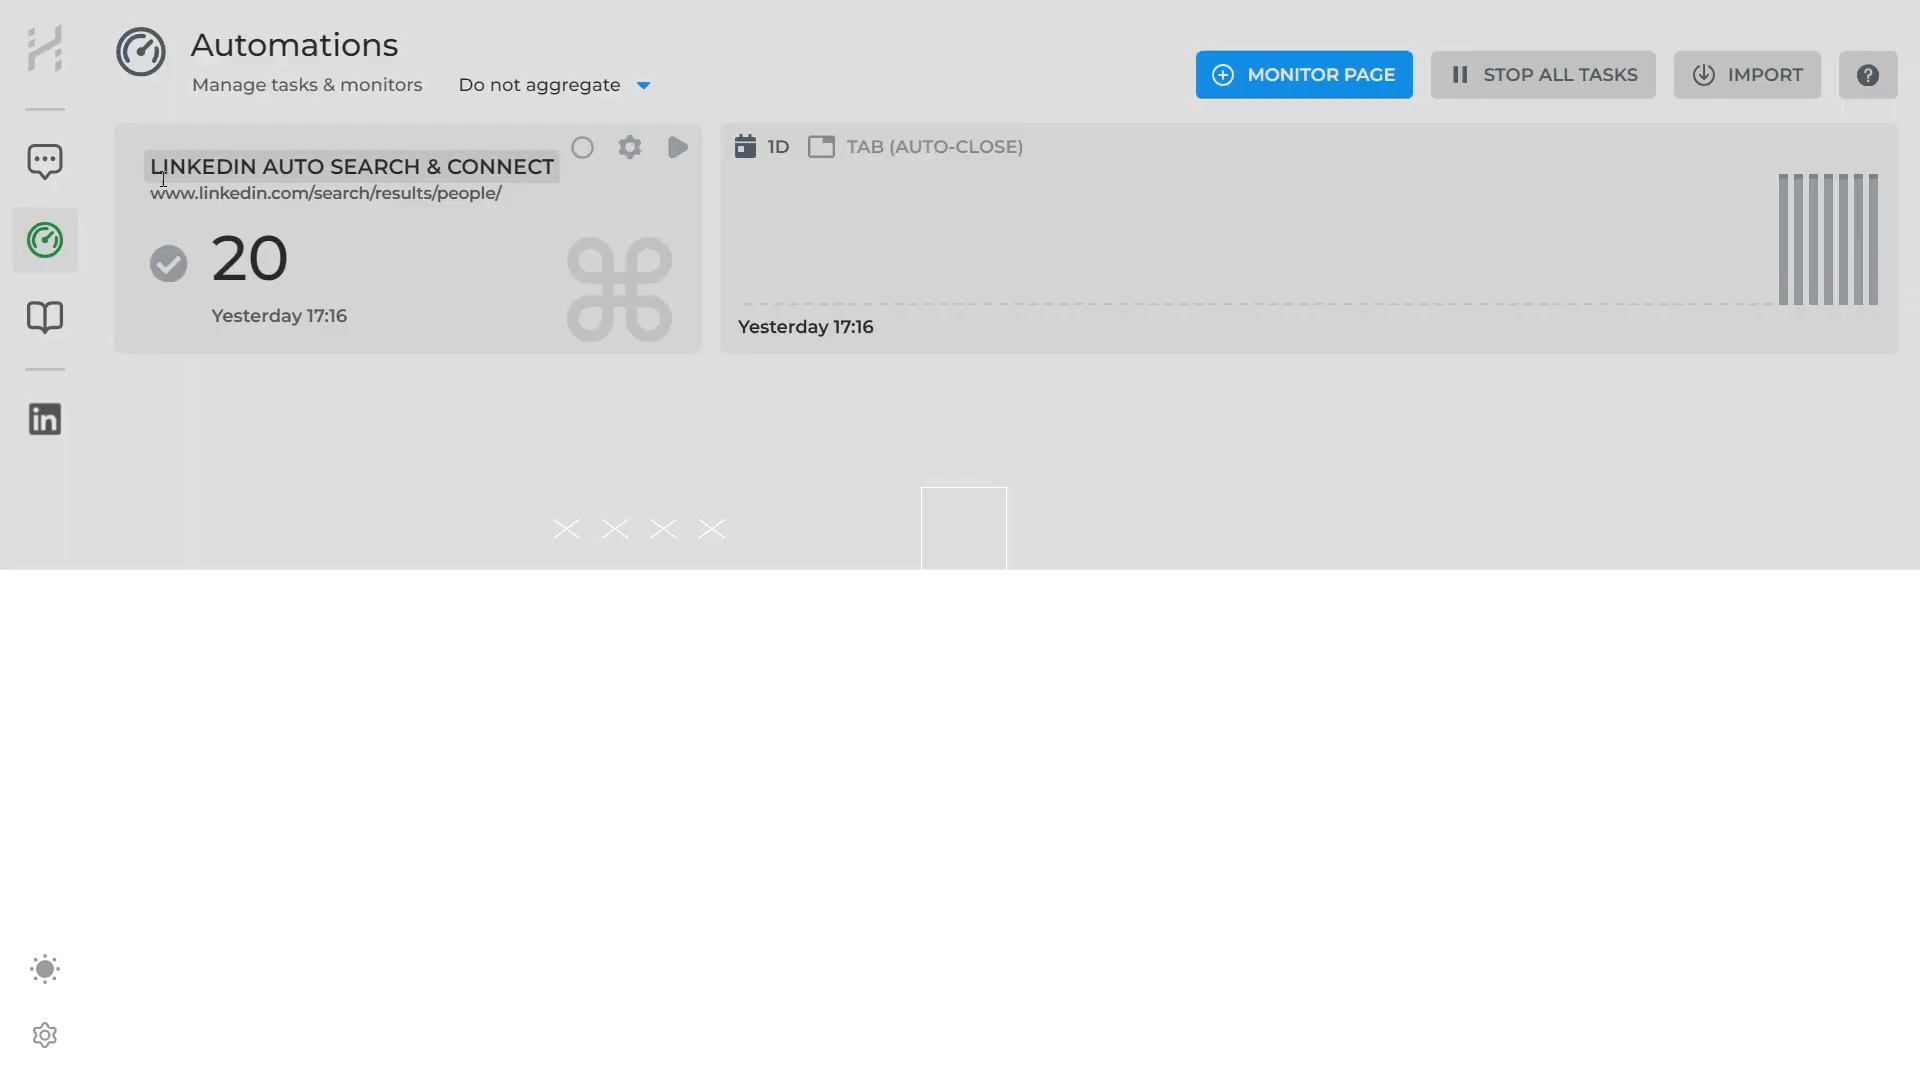 Automations
Manage tasks & monitors
Do not aggregate
MONITOR PAGE
STOP ALL TASKS
IMPORT
?
LINKEDIN AUTO SEARCH & CONNECT
www.linkedin.com/search/results/people/
20
Yesterday 17:16
1D
TAB (AUTO-CLOSE)
Yesterday 17:16
in